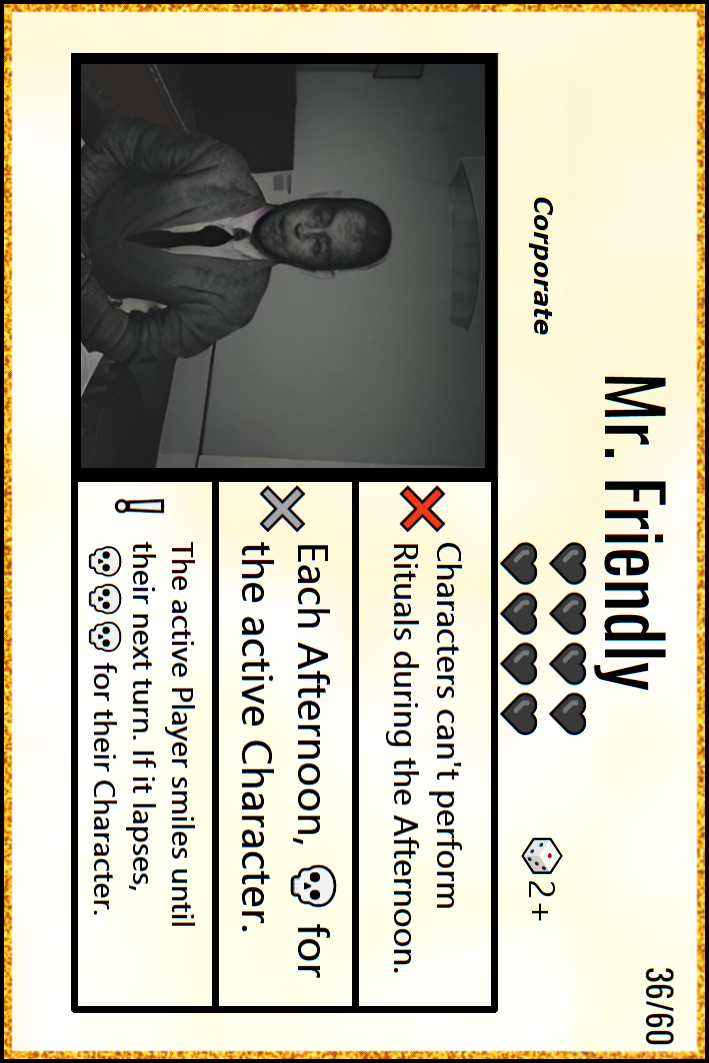 36/60
Mr. Friendly
Corporate
🖤🖤🖤🖤
🖤🖤🖤🖤
🎲2+
❌ Characters can't perform
Rituals during the Afternoon.
✖ Each Afternoon, 💀 for
the active Character.
! The active Player smiles until
their next turn. If it lapses,
💀💀💀 for their Character.